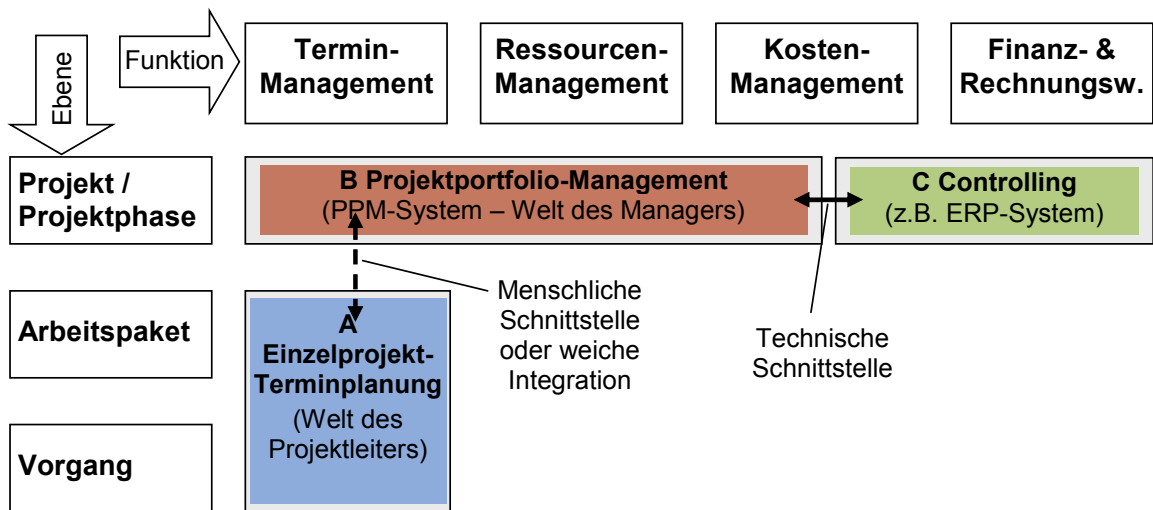 Ebene
Funktion
Termin-
Management
Ressourcen-
Management
Kosten-
Management
Finanz- &
Rechnungsw.
Projekt /
Projektphase
B Projektportfolio-Management
(PPM-System – Welt des Managers)
C Controlling
(z.B. ERP-System)
Menschliche
Schnittstelle
oder weiche
Integration
Technische
Schnittstelle
Arbeitspaket
A
Einzelprojekt-
Terminplanung
(Welt des
Projektleiters)
Vorgang